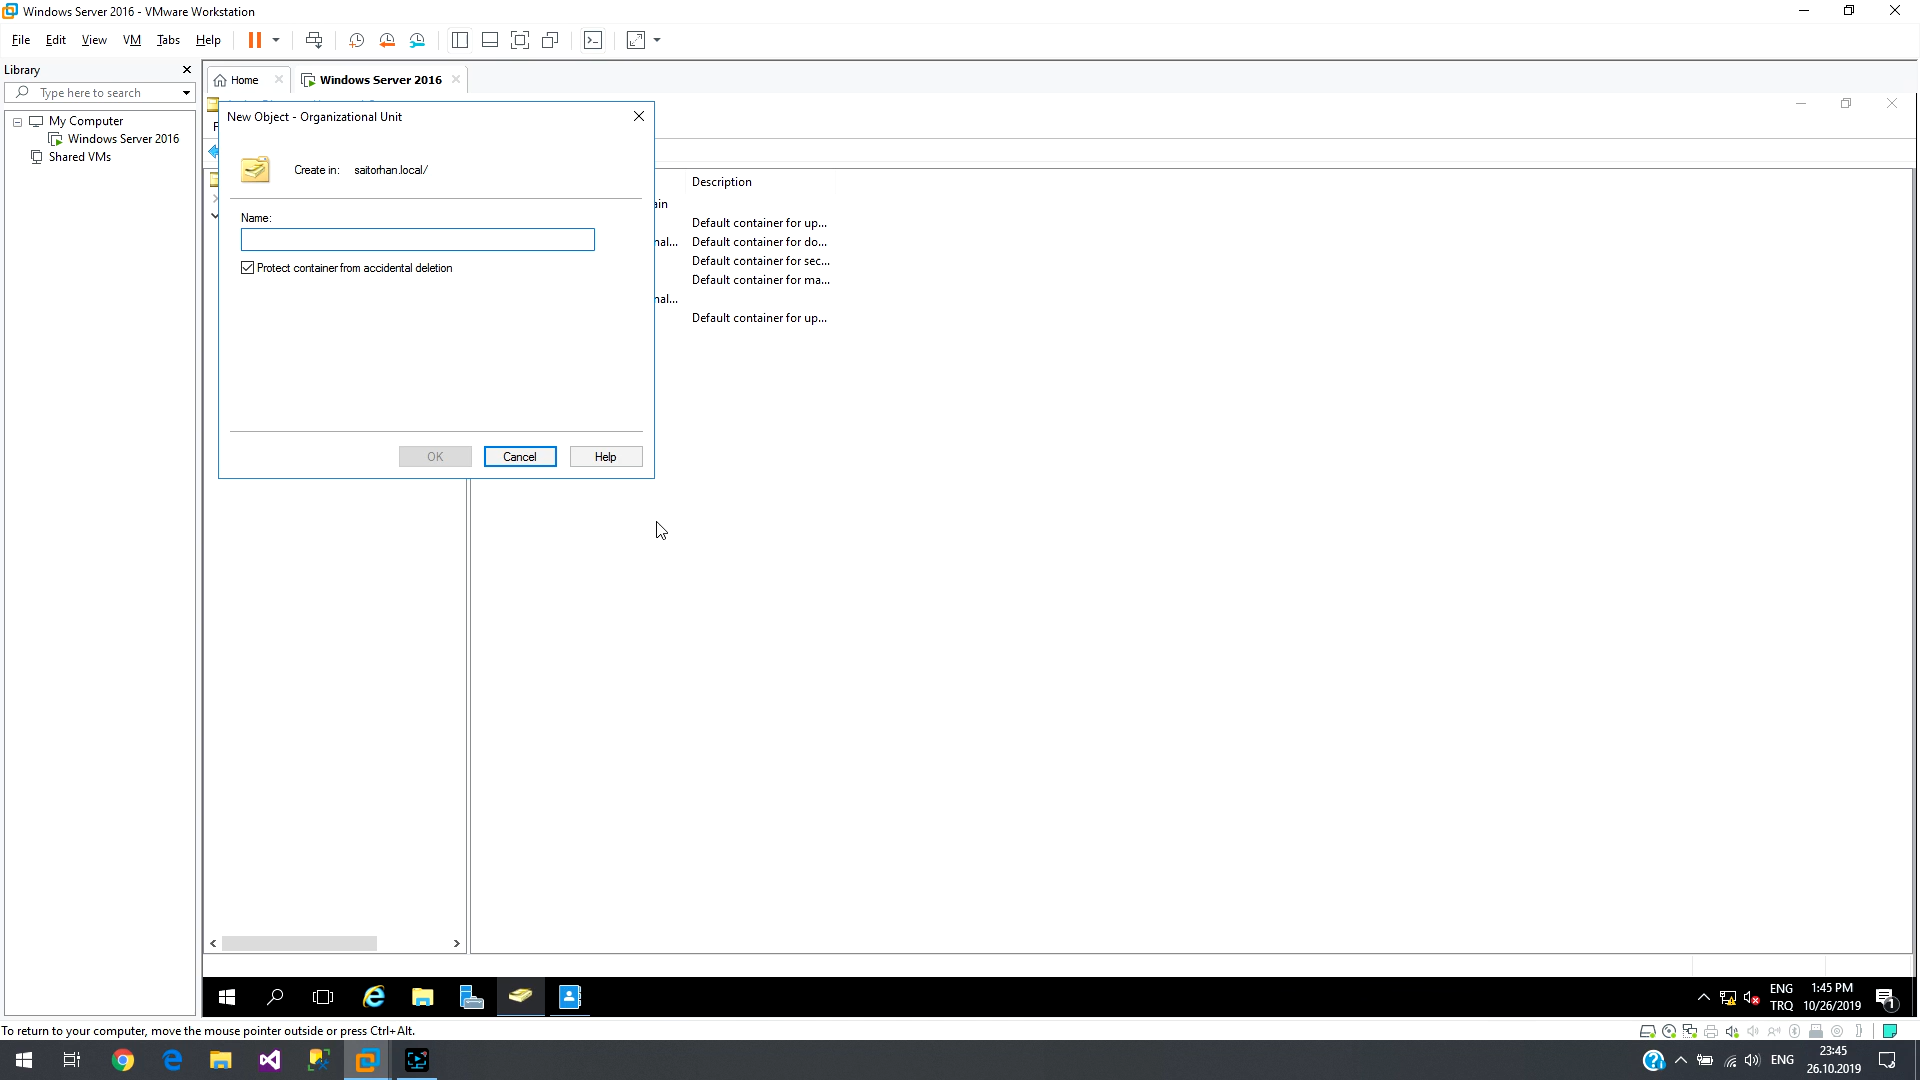 Windows Server 2016 - VMware Workstation
File Edit View VM Tabs Help
Library
Home
Windows Server 2016
Type here to search
My Computer
Windows Server 2016
Shared VMs
New Object - Organizational Unit
Create in: saitorhan.local/
Name:
Protect container from accidental deletion
OK Cancel Help
Description
ain
Default container for up...
nal... Default container for do...
Default container for sec...
Default container for ma...
nal...
Default container for up...
ENG
TRQ
1:45 PM
10/26/2019
1
To return to your computer, move the mouse pointer outside or press Ctrl+Alt.
ENG
23:45
26.10.2019